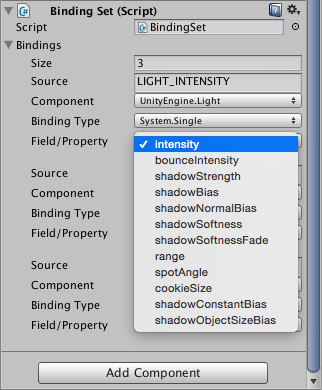 Binding Set (Script)
Script BindingSet
Bindings
Size 3
Source LIGHT_INTENSITY
Component UnityEngine.Light
Binding Type System.Single
Field/Property
✓ intensity
bounceIntensity
shadowStrength
shadowBias
shadowNormalBias
shadowSoftness
shadowSoftnessFade
range
spotAngle
cookieSize
shadowConstantBias
shadowObjectSizeBias
Source
Component
Binding Type
Field/Property
Source
Component
Binding Type
Field/Property
Add Component